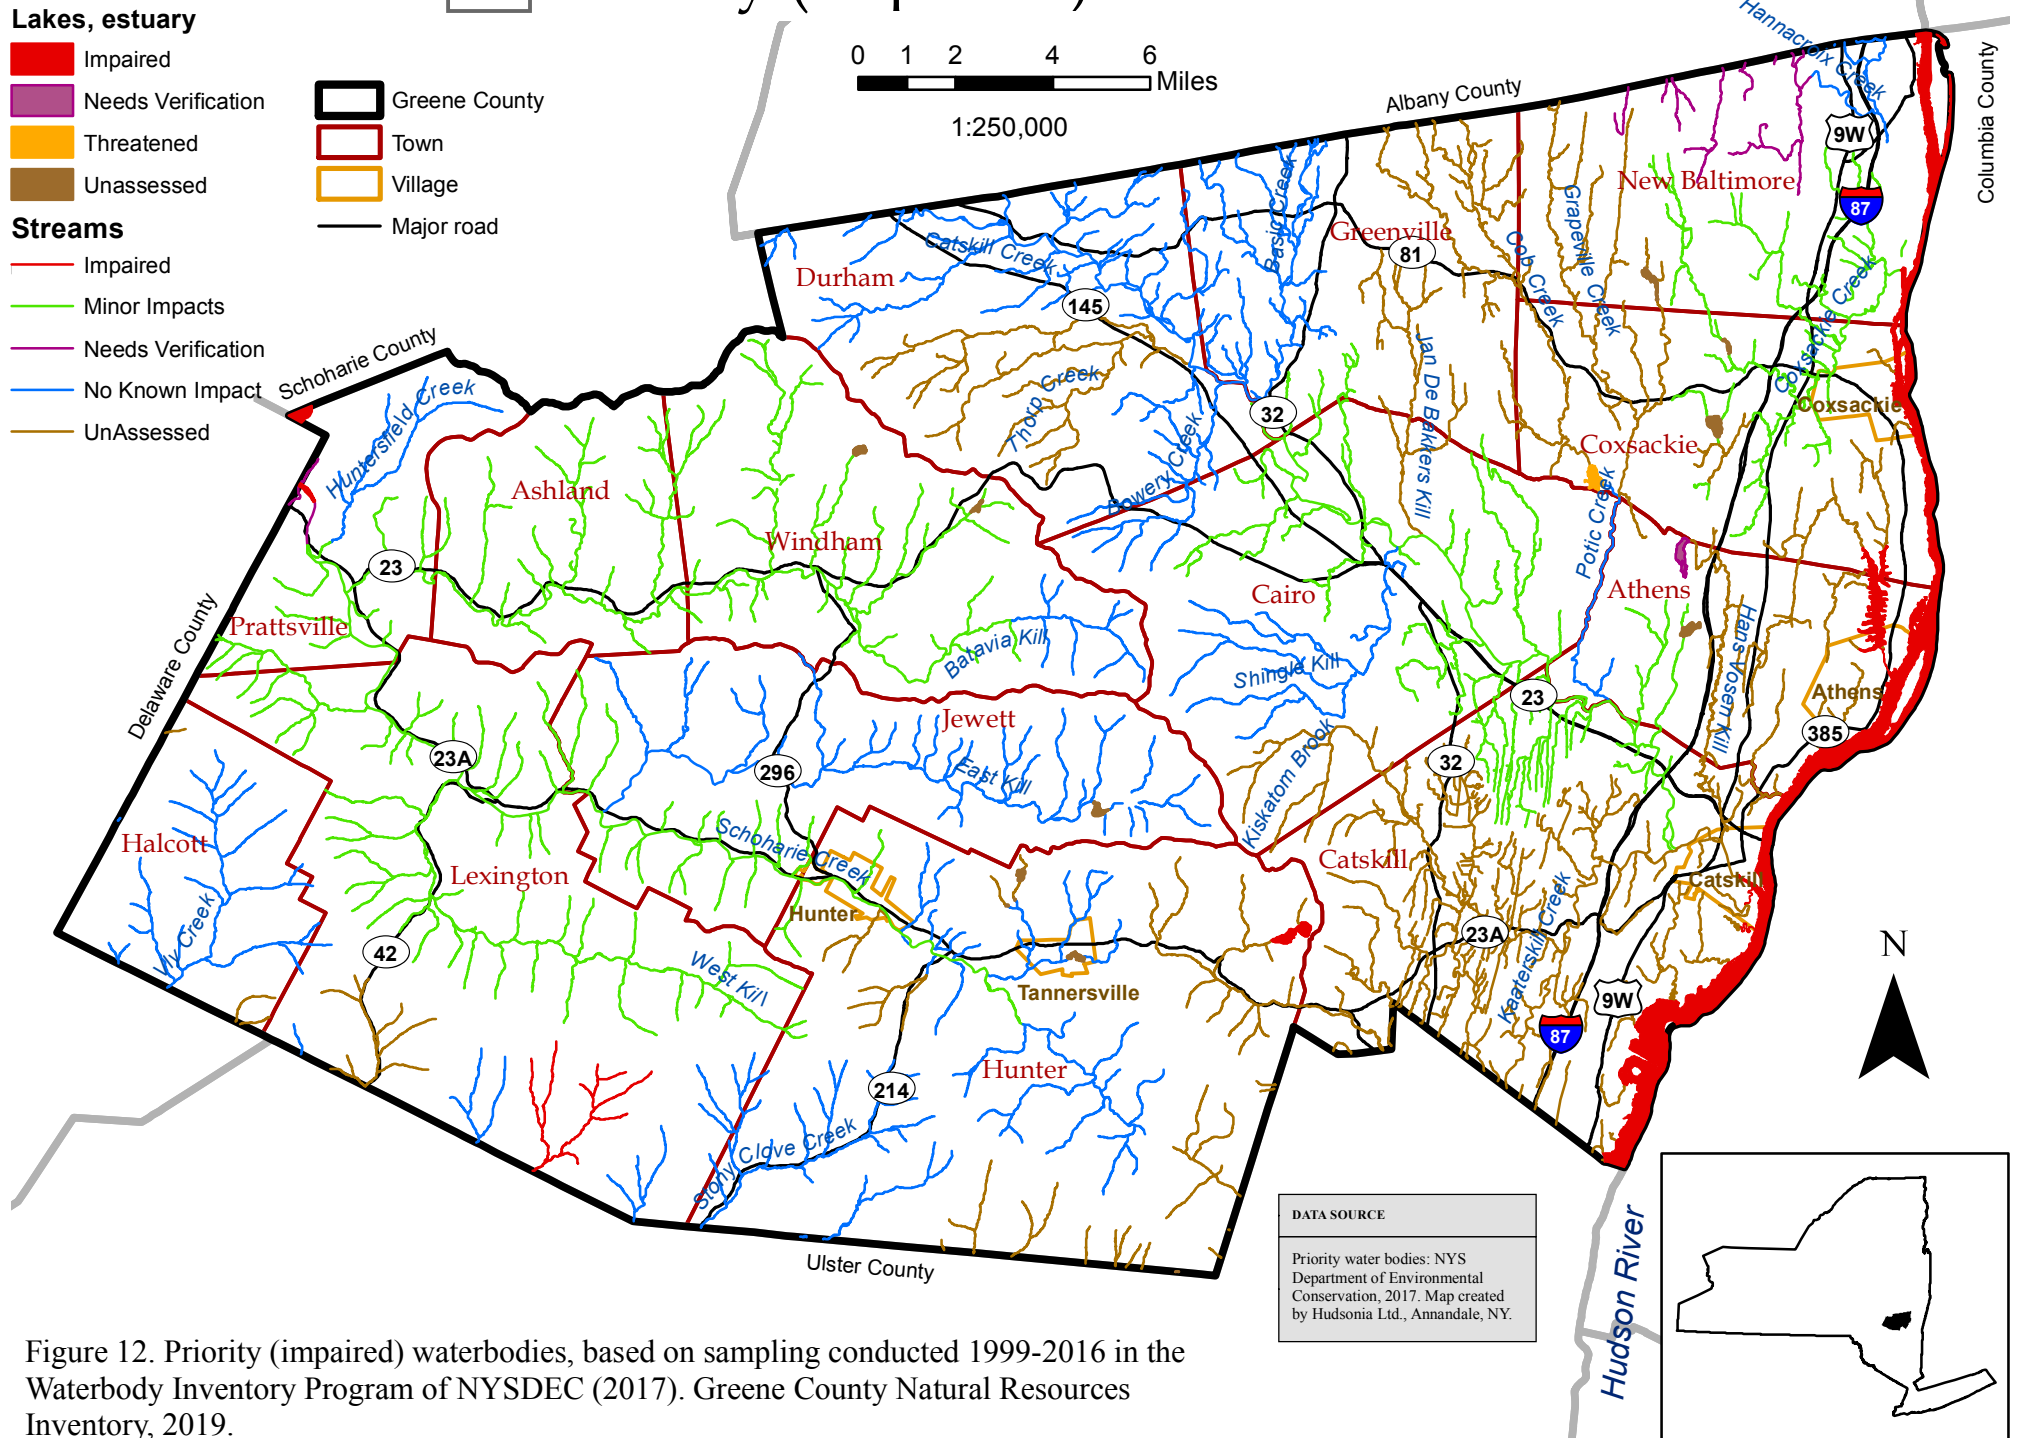 Lakes, estuary
Impaired
Needs Verification
Threatened
Unassessed
Streams
Impaired
Minor Impacts
Needs Verification
No Known Impact
UnAssessed
Greene County
Town
Village
Major road
0 1 2 4 6
Miles
1:250,000
Albany County
Columbia County
Schoharie County
Delaware County
Ulster County
Hannacroix Creek
9W
87
New Baltimore
Greenville
81
Basic Creek
Cob Creek
Grapeville Creek
Coxsackie Creek
Catskill Creek
Durham
145
Thorp Creek
32
Jan De Bakkers Kill
Coxsackie
Coxsackie
Huntersfield Creek
Ashland
Windham
Bowery Creek
Potic Creek
23
Cairo
Athens
Prattsville
Batavia Kill
Shingle Kill
Hans Vosen Kill
Athens
Jewett
23
385
23A
296
East Kill
Kiskatom Brook
32
Halcott
Schoharie Creek
Catskill
Catskill
Lexington
Hunter
23A
Kaaterskill Creek
Vly Creek
42
West Kill
Tannersville
9W
87
N
Hunter
214
Stony Clove Creek
Hudson River
DATA SOURCE
Priority water bodies: NYS
Department of Environmental
Conservation, 2017. Map created
by Hudsonia Ltd., Annandale, NY.
Figure 12. Priority (impaired) waterbodies, based on sampling conducted 1999-2016 in the
Waterbody Inventory Program of NYSDEC (2017). Greene County Natural Resources
Inventory, 2019.